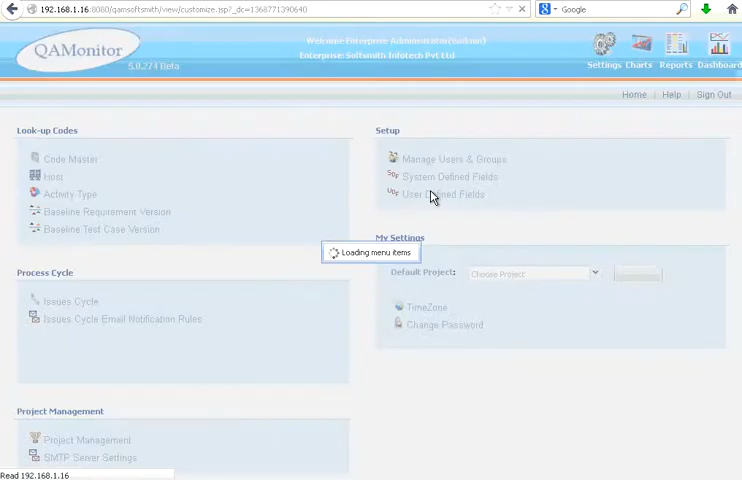 192.168.1.16:8080/qamsoftsmith/view/customize.jsp?_dc=1368771390640
Google
QAMonitor
5.0.274 Beta
Welcome Enterprise Administrator(sadmin)
Enterprise: Softsmith Infotech Pvt Ltd
Settings Charts Reports Dashboard
Home | Help | Sign Out
Look-up Codes
Code Master
Host
Activity Type
Baseline Requirement Version
Baseline Test Case Version
Setup
Manage Users & Groups
System Defined Fields
User Defined Fields
Loading menu items
My Settings
Default Project: Choose Project
TimeZone
Change Password
Process Cycle
Issues Cycle
Issues Cycle Email Notification Rules
Project Management
Project Management
SMTP Server Settings
Read 192.168.1.16